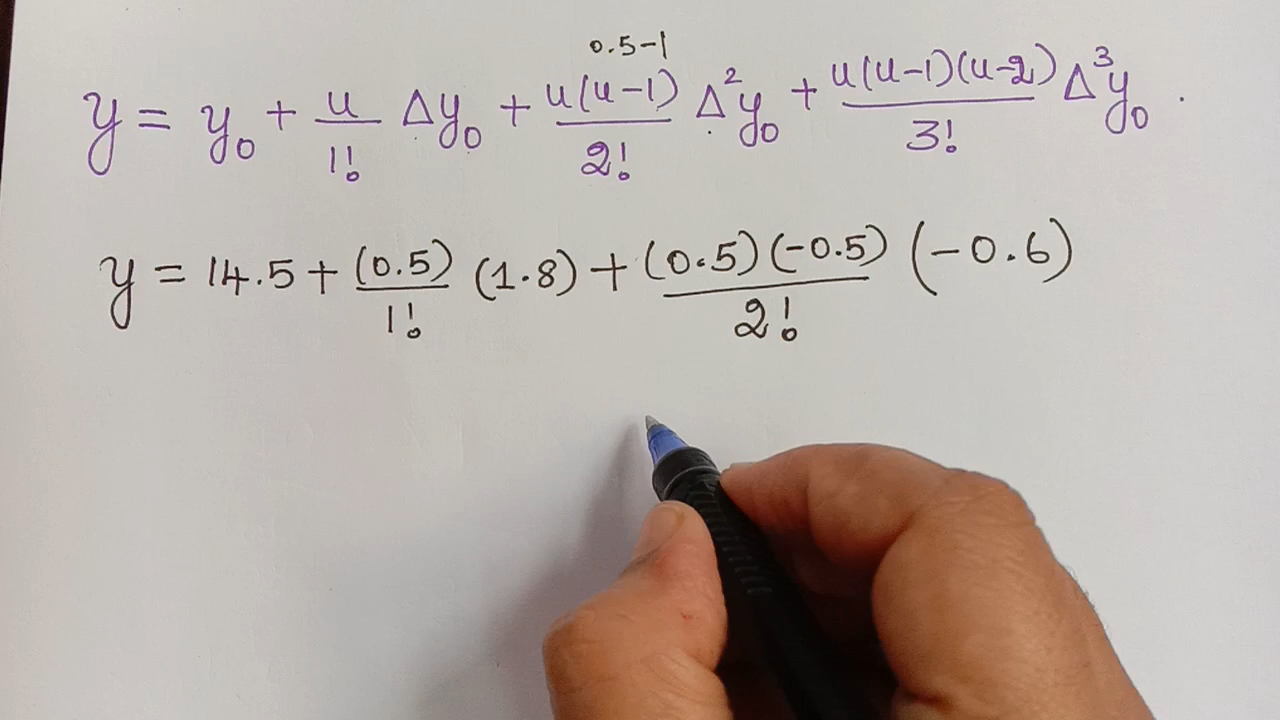 0.5-1
y = y₀ + u/1! Δy₀ + u(u-1)/2! Δ²y₀ + u(u-1)(u-2)/3! Δ³y₀ .
y = 14.5 + (0.5)/1! (1.8) + (0.5)(-0.5)/2! (-0.6)